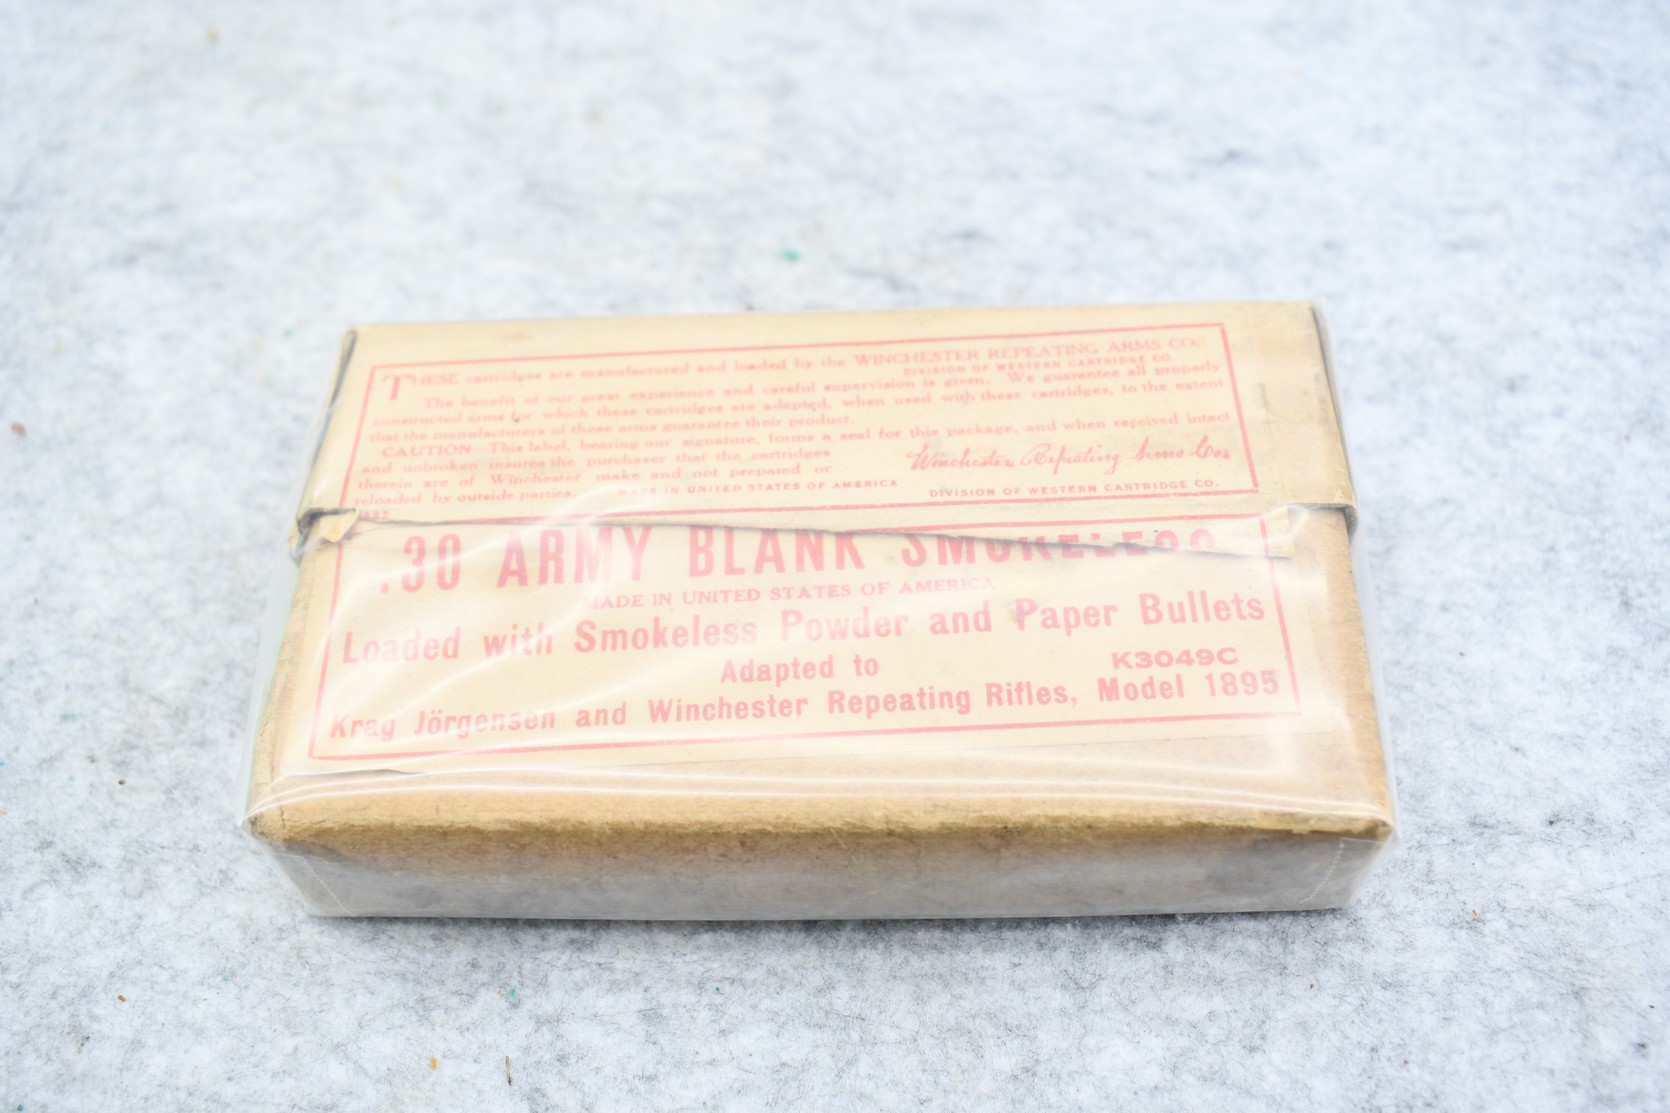 THESE cartridges are manufactured and loaded by the WINCHESTER REPEATING ARMS CO.
DIVISION OF WESTERN CARTRIDGE CO.
The benefit of our great experience and careful supervision is given. We guarantee all properly
constructed arms for which these cartridges are adapted, when used with these cartridges, to the extent
that the manufacturers of these arms guarantee their product.
CAUTION This label, bearing our signature, forms a seal for this package, and when received intact
and unbroken insures the purchaser that the cartridges
therein are of Winchester make and not prepared or
reloaded by outside parties.
Winchester Repeating Arms Co.
MADE IN UNITED STATES OF AMERICA
DIVISION OF WESTERN CARTRIDGE CO.
.30 ARMY BLANK SMOKELESS
MADE IN UNITED STATES OF AMERICA
Loaded with Smokeless Powder and Paper Bullets
Adapted to
K3049C
Krag Jörgensen and Winchester Repeating Rifles, Model 1895